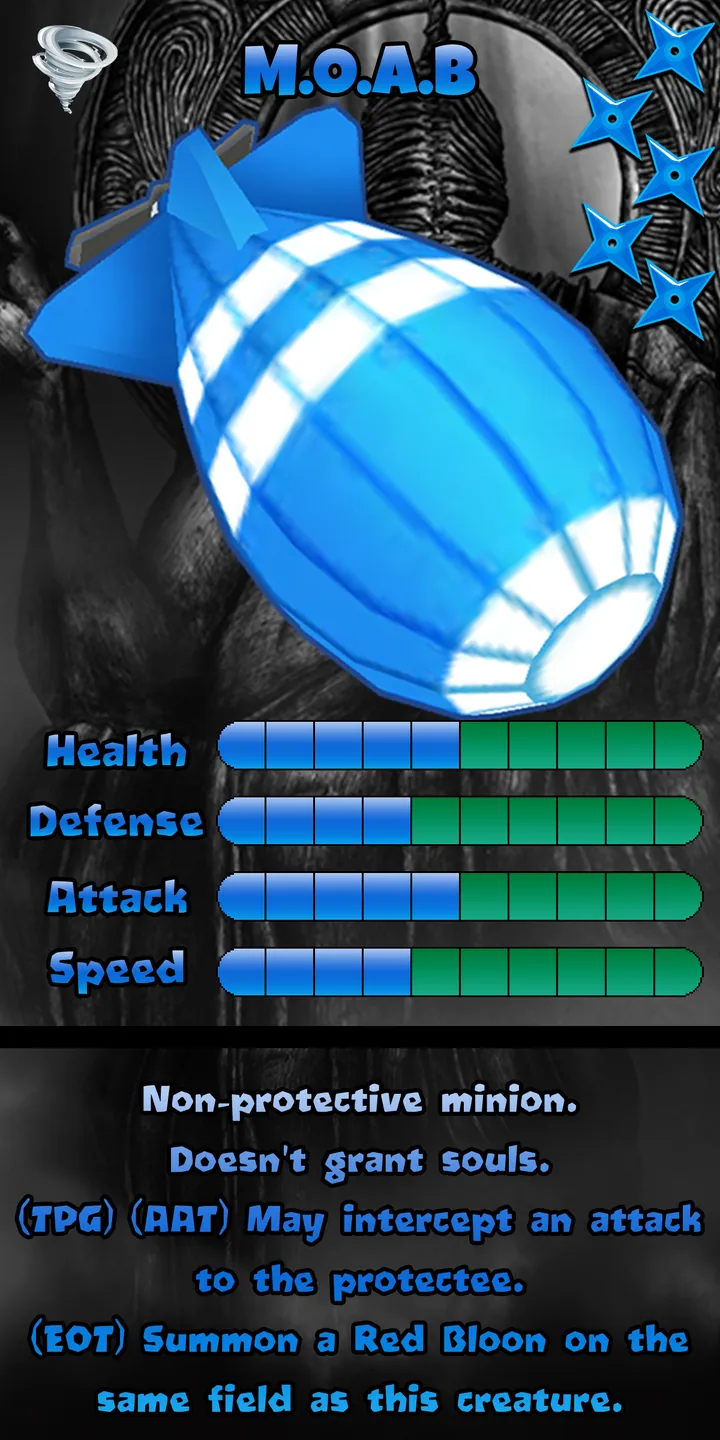 M.O.A.B
Health
Defense
Attack
Speed
Non-protective minion.
Doesn't grant souls.
(TPG) (AAT) May intercept an attack
to the protectee.
(EOT) Summon a Red Bloon on the
same field as this creature.